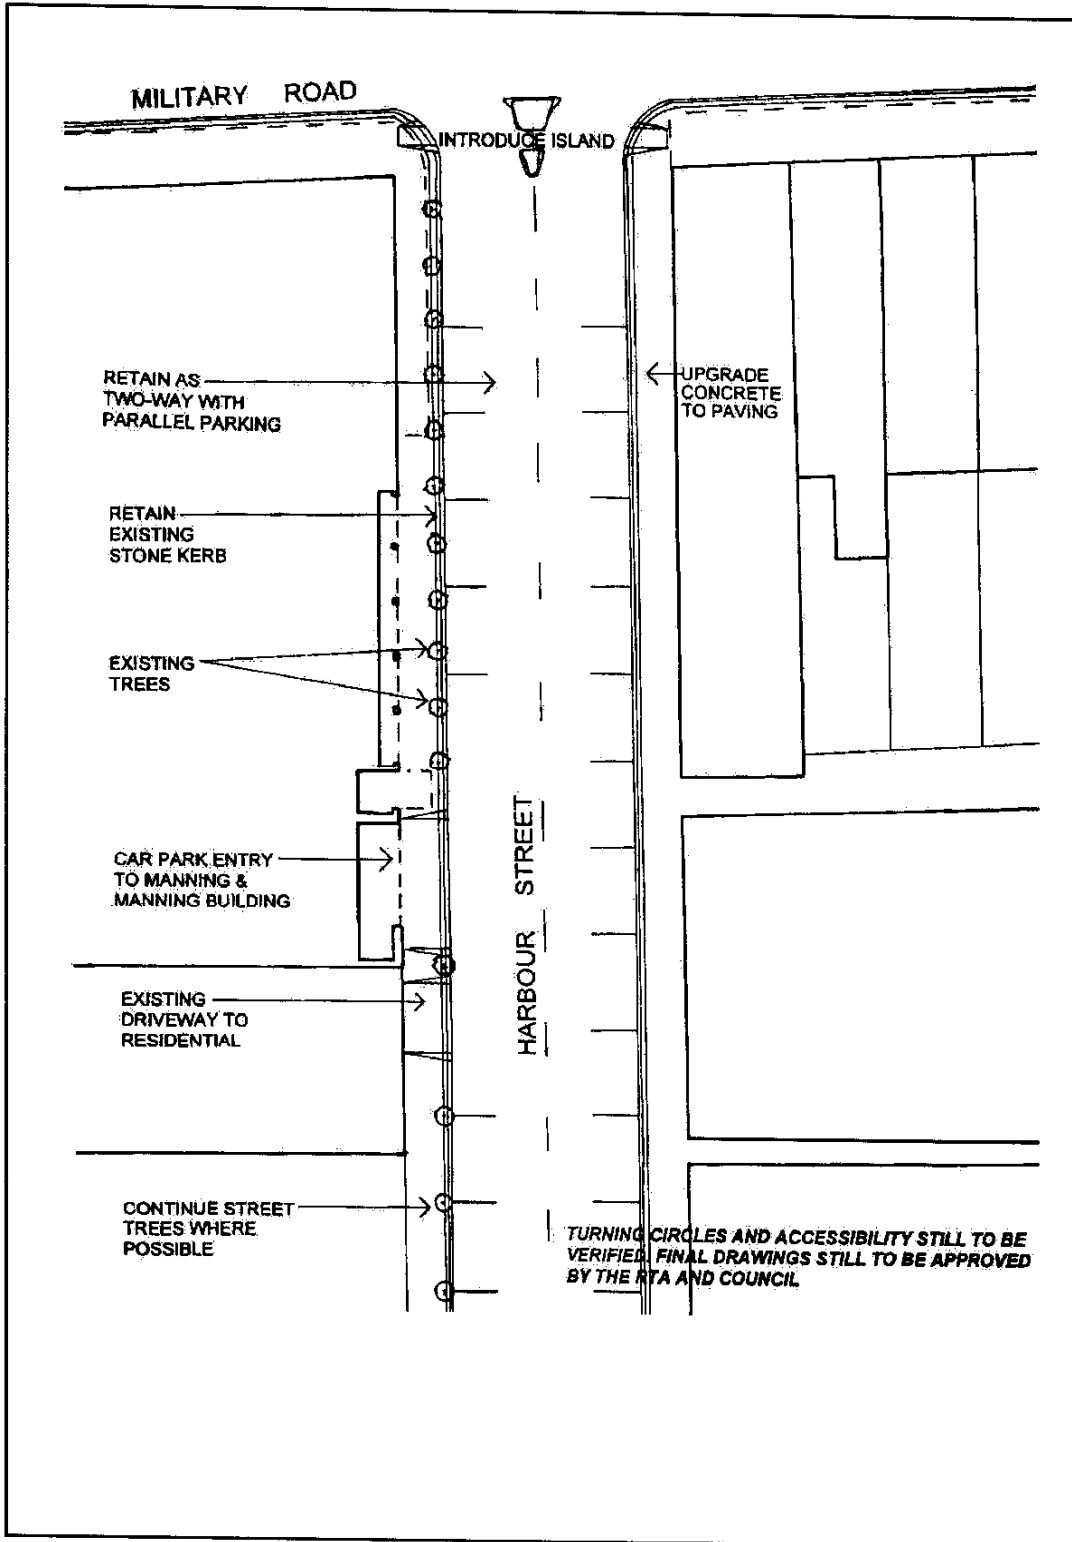 MILITARY ROAD
INTRODUCE ISLAND
RETAIN AS
TWO-WAY WITH
PARALLEL PARKING
UPGRADE
CONCRETE
TO PAVING
RETAIN
EXISTING
STONE KERB
EXISTING
TREES
HARBOUR STREET
CAR PARK ENTRY
TO MANNING &
MANNING BUILDING
EXISTING
DRIVEWAY TO
RESIDENTIAL
CONTINUE STREET
TREES WHERE
POSSIBLE
TURNING CIRCLES AND ACCESSIBILITY STILL TO BE
VERIFIED. FINAL DRAWINGS STILL TO BE APPROVED
BY THE RTA AND COUNCIL